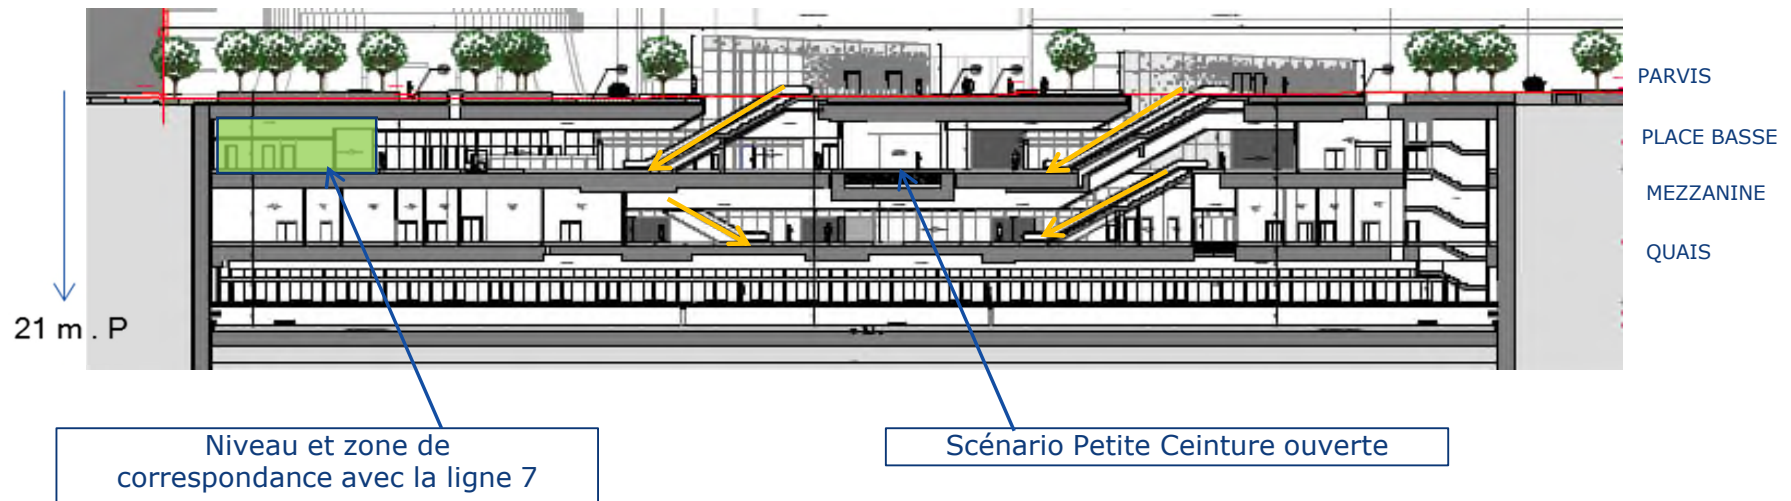 PARVIS
PLACE BASSE
MEZZANINE
QUAIS
21 m . P
Niveau et zone de
correspondance avec la ligne 7
Scénario Petite Ceinture ouverte